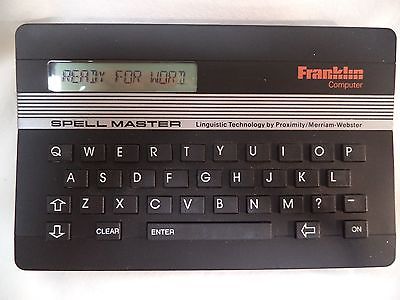 READY FOR WORD
Franklin
Computer
SPELL MASTER Linguistic Technology by Proximity/Merriam-Webster
Q W E R T Y U I O P
A S D F G H J K L
⇧ Z X C V B N M ? -
⇩ CLEAR ENTER ⇦ ON